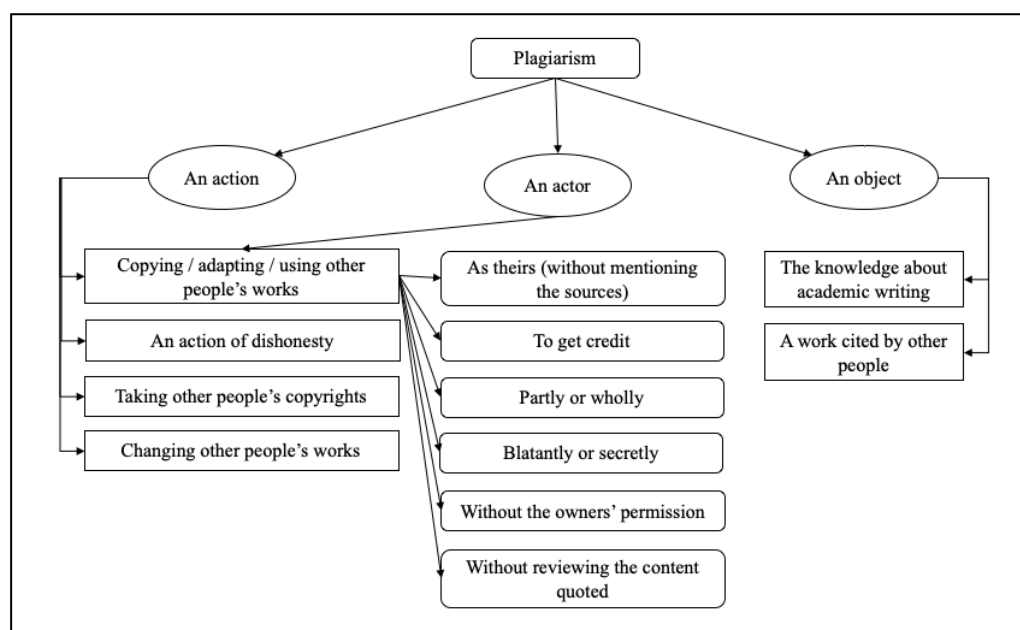 Plagiarism
An action
An actor
An object
Copying / adapting / using other
people's works
An action of dishonesty
Taking other people's copyrights
Changing other people's works
As theirs (without mentioning
the sources)
To get credit
Partly or wholly
Blatantly or secretly
Without the owners' permission
Without reviewing the content
quoted
The knowledge about
academic writing
A work cited by other
people